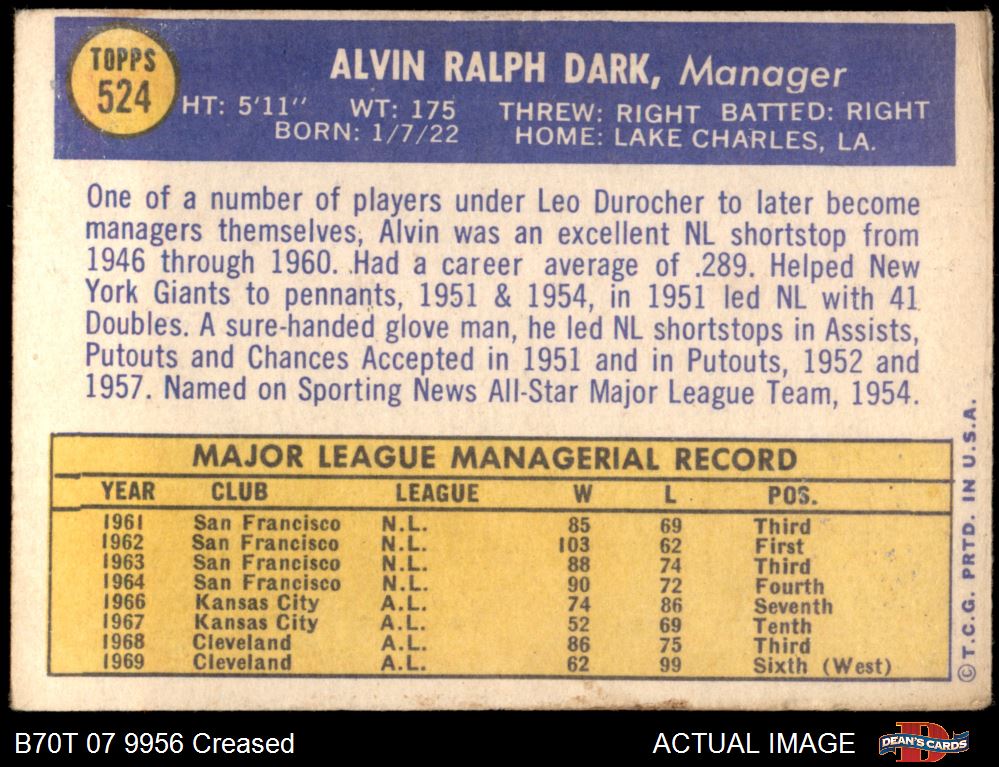 TOPPS
524
ALVIN RALPH DARK, Manager
HT: 5'11" WT: 175 THREW: RIGHT BATTED: RIGHT
BORN: 1/7/22 HOME: LAKE CHARLES, LA.
One of a number of players under Leo Durocher to later become
managers themselves, Alvin was an excellent NL shortstop from
1946 through 1960. Had a career average of .289. Helped New
York Giants to pennants, 1951 & 1954, in 1951 led NL with 41
Doubles. A sure-handed glove man, he led NL shortstops in Assists,
Putouts and Chances Accepted in 1951 and in Putouts, 1952 and
1957. Named on Sporting News All-Star Major League Team, 1954.
MAJOR LEAGUE MANAGERIAL RECORD
YEAR CLUB LEAGUE W L POS.
1961 San Francisco N.L. 85 69 Third
1962 San Francisco N.L. 103 62 First
1963 San Francisco N.L. 88 74 Third
1964 San Francisco N.L. 90 72 Fourth
1966 Kansas City A.L. 74 86 Seventh
1967 Kansas City A.L. 52 69 Tenth
1968 Cleveland A.L. 86 75 Third
1969 Cleveland A.L. 62 99 Sixth (West)
©T.C.G. PRTD. IN U.S.A.
B70T 07 9956 Creased ACTUAL IMAGE
D
DEAN'S CARDS